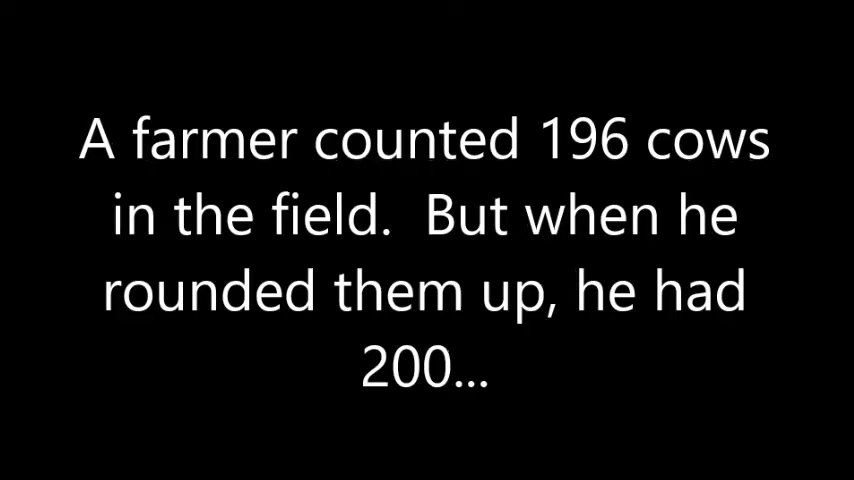 A farmer counted 196 cows
in the field.  But when he
rounded them up, he had
200...